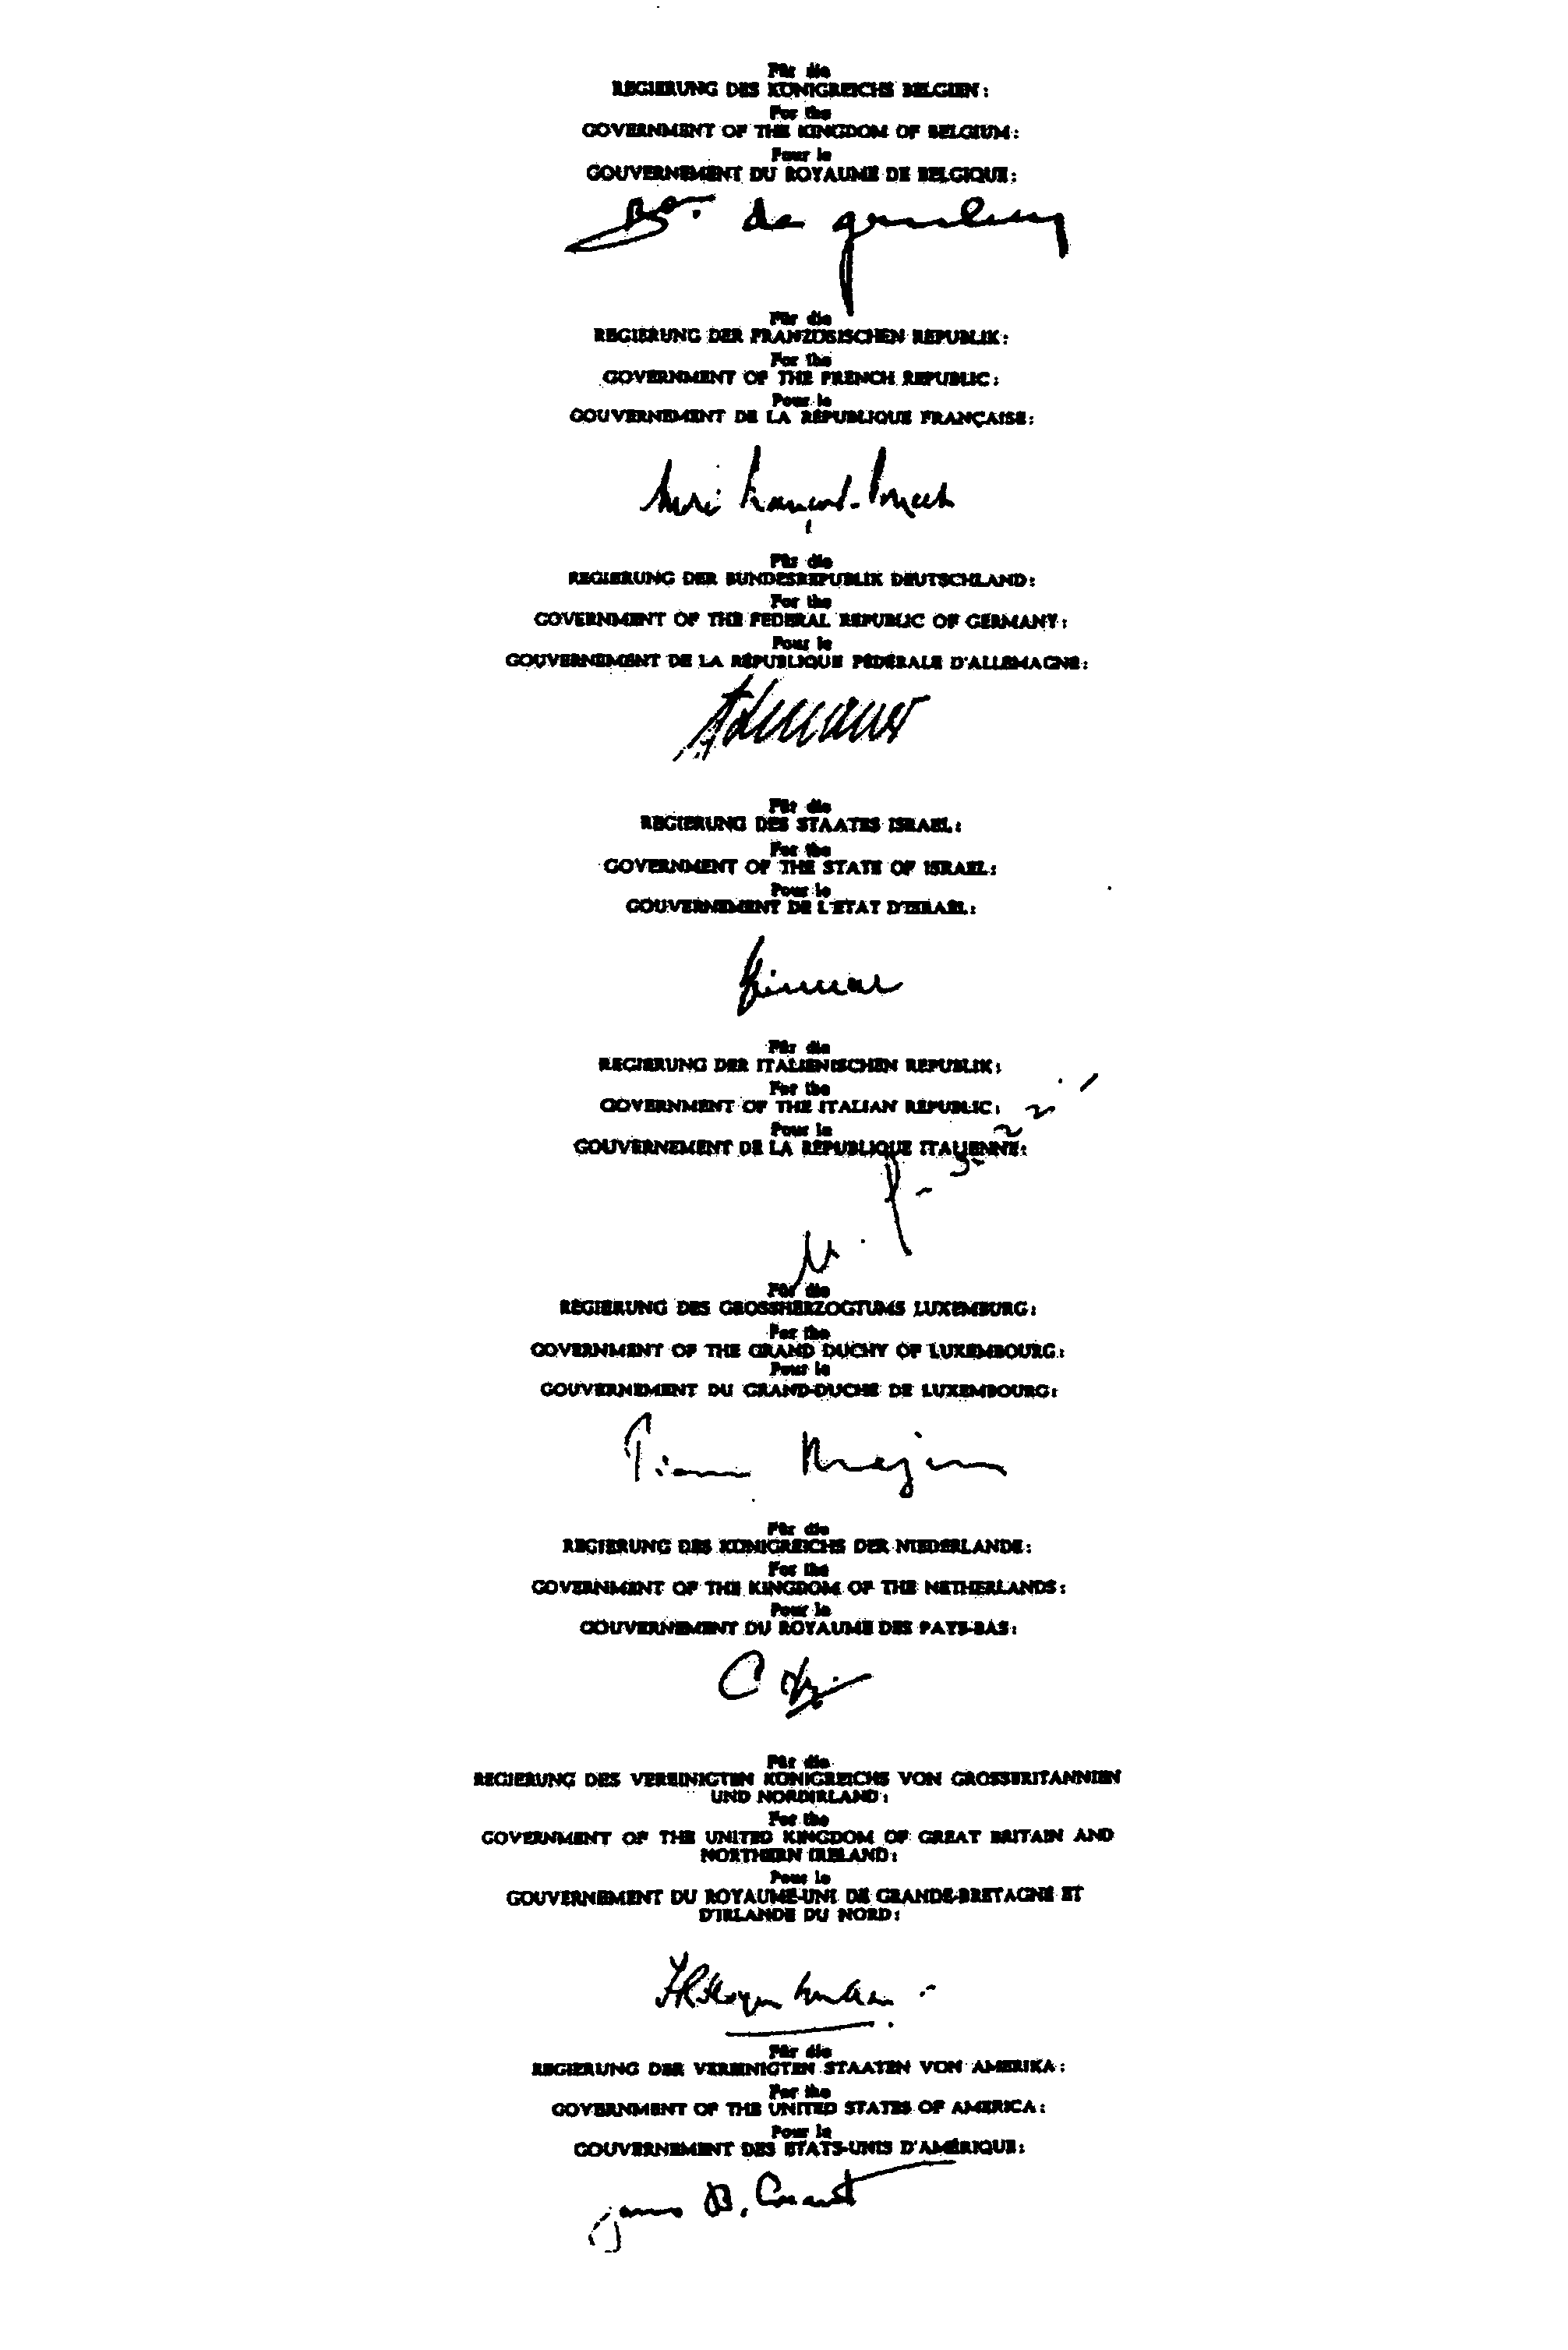 Für die
REGIERUNG DES KÖNIGREICHS BELGIEN:
For the
GOVERNMENT OF THE KINGDOM OF BELGIUM:
Pour le
GOUVERNEMENT DU ROYAUME DE BELGIQUE:
Bon. de
Für die
REGIERUNG DER FRANZÖSISCHEN REPUBLIK:
For the
GOVERNMENT OF THE FRENCH REPUBLIC:
Pour le
GOUVERNEMENT DE LA RÉPUBLIQUE FRANÇAISE:
André François-Poncet
Für die
REGIERUNG DER BUNDESREPUBLIK DEUTSCHLAND:
For the
GOVERNMENT OF THE FEDERAL REPUBLIC OF GERMANY:
Pour le
GOUVERNEMENT DE LA RÉPUBLIQUE FÉDÉRALE D'ALLEMAGNE:
Adenauer
Für die
REGIERUNG DES STAATES ISRAEL:
For the
GOVERNMENT OF THE STATE OF ISRAEL:
Pour le
GOUVERNEMENT DE L'ETAT D'ISRAËL:
Für die
REGIERUNG DER ITALIENISCHEN REPUBLIK:
For the
GOVERNMENT OF THE ITALIAN REPUBLIC:
Pour la
GOUVERNEMENT DE LA RÉPUBLIQUE ITALIENNE:
Für die
REGIERUNG DES GROSSHERZOGTUMS LUXEMBURG:
For the
GOVERNMENT OF THE GRAND DUCHY OF LUXEMBOURG:
Pour le
GOUVERNEMENT DU GRAND-DUCHÉ DE LUXEMBOURG:
Pierre Majerus
Für die
REGIERUNG DES KÖNIGREICHS DER NIEDERLANDE:
For the
GOVERNMENT OF THE KINGDOM OF THE NETHERLANDS:
Pour le
GOUVERNEMENT DU ROYAUME DES PAYS-BAS:
Für die
REGIERUNG DES VEREINIGTEN KÖNIGREICHS VON GROSSBRITANNIEN
UND NORDIRLAND:
For the
GOVERNMENT OF THE UNITED KINGDOM OF GREAT BRITAIN AND
NORTHERN IRELAND:
Pour le
GOUVERNEMENT DU ROYAUME-UNI DE GRANDE-BRETAGNE ET
D'IRLANDE DU NORD:
Für die
REGIERUNG DER VEREINIGTEN STAATEN VON AMERIKA:
For the
GOVERNMENT OF THE UNITED STATES OF AMERICA:
Pour le
GOUVERNEMENT DES ETATS-UNIS D'AMÉRIQUE:
James B. Conant